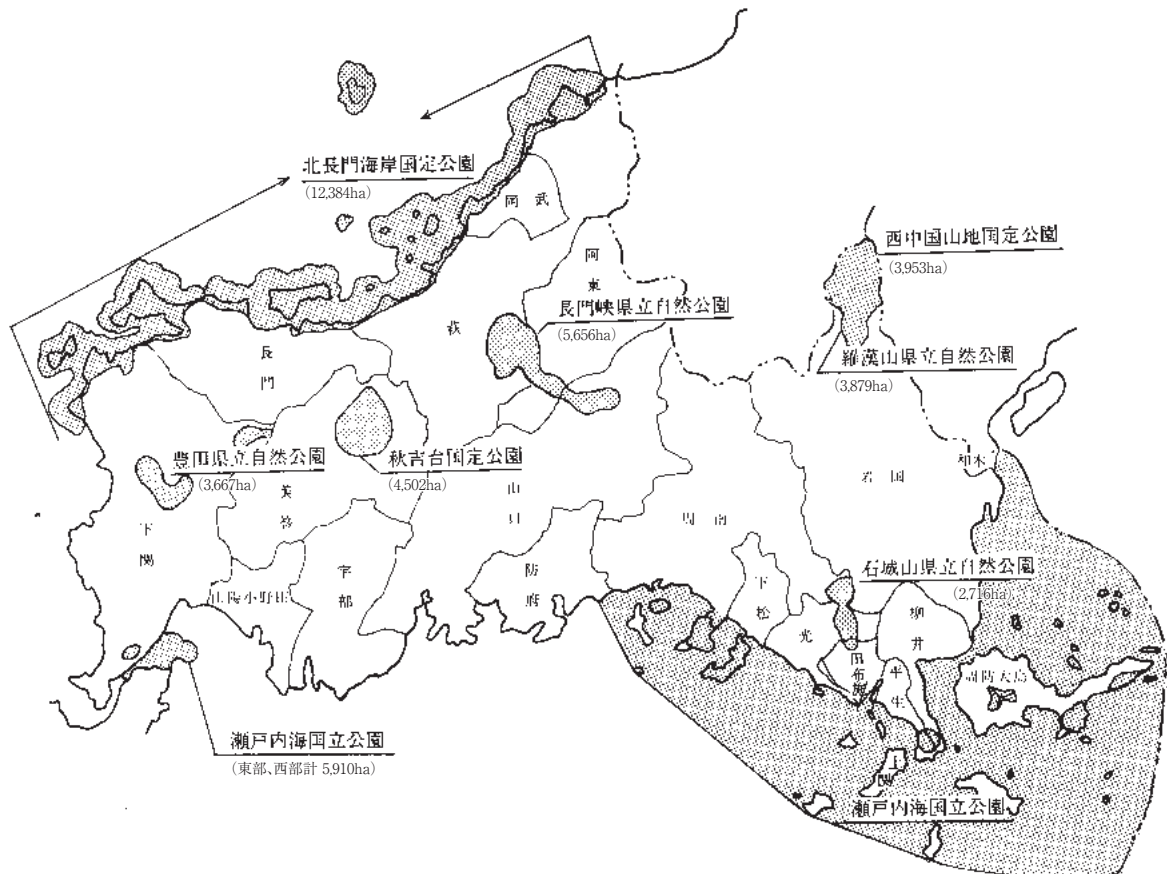 北長門海岸国定公園
(12,384ha)
阿武
西中国山地国定公園
(3,953ha)
阿東
長門峡県立自然公園
(5,656ha)
萩
羅漢山県立自然公園
(3,879ha)
長門
豊田県立自然公園
(3,667ha)
秋吉台国定公園
(4,502ha)
和木
岩国
美祢
山口
周南
下関
宇部
防府
山陽小野田
下松
石城山県立自然公園
(2,716ha)
柳井
光
田布施
平生
周防大島
瀬戸内海国立公園
(東部、西部計 5,910ha)
上関
瀬戸内海国立公園